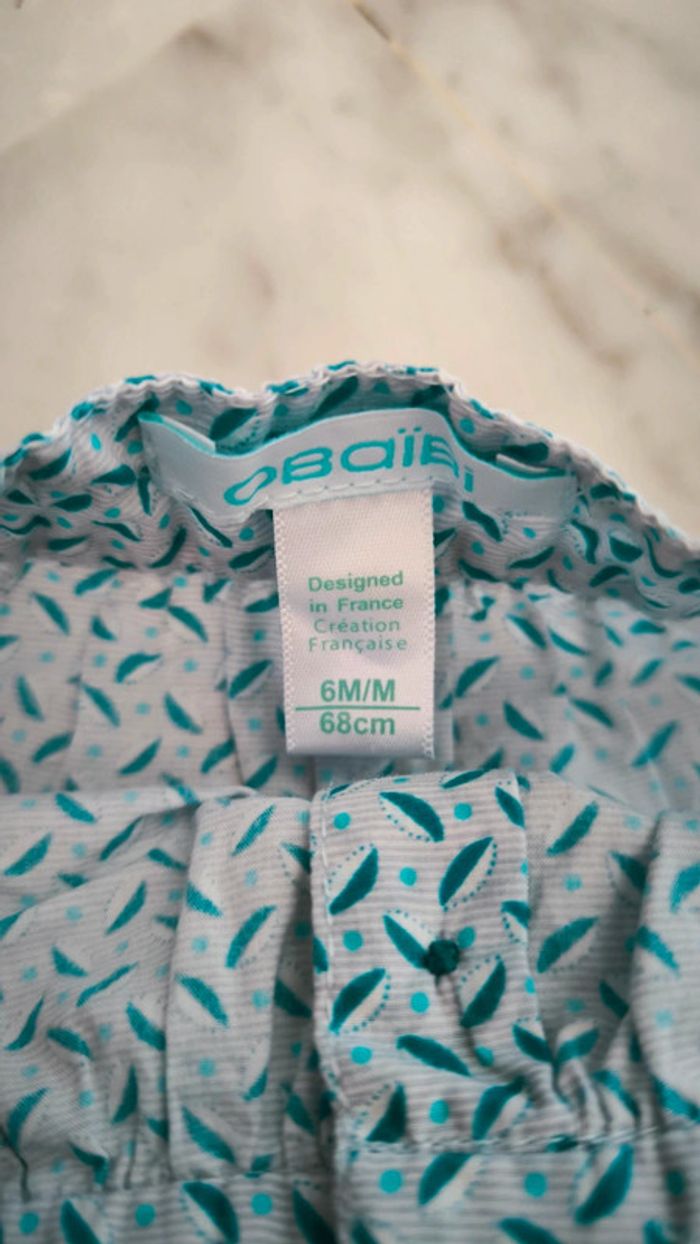 OBaïBi
Designed
in France
Création
Française
6M/M
68cm